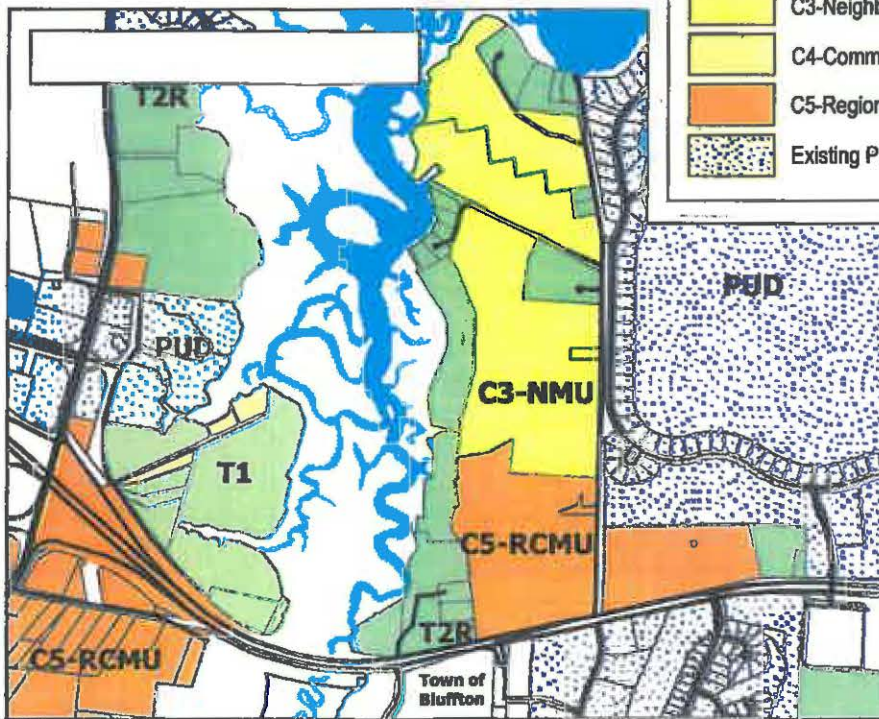 C3-Neighb
C4-Comm
C5-Region
Existing P
T2R
PUD
PUD
C3-NMU
T1
C5-RCMU
T2R
C5-RCMU
Town of
Bluffton